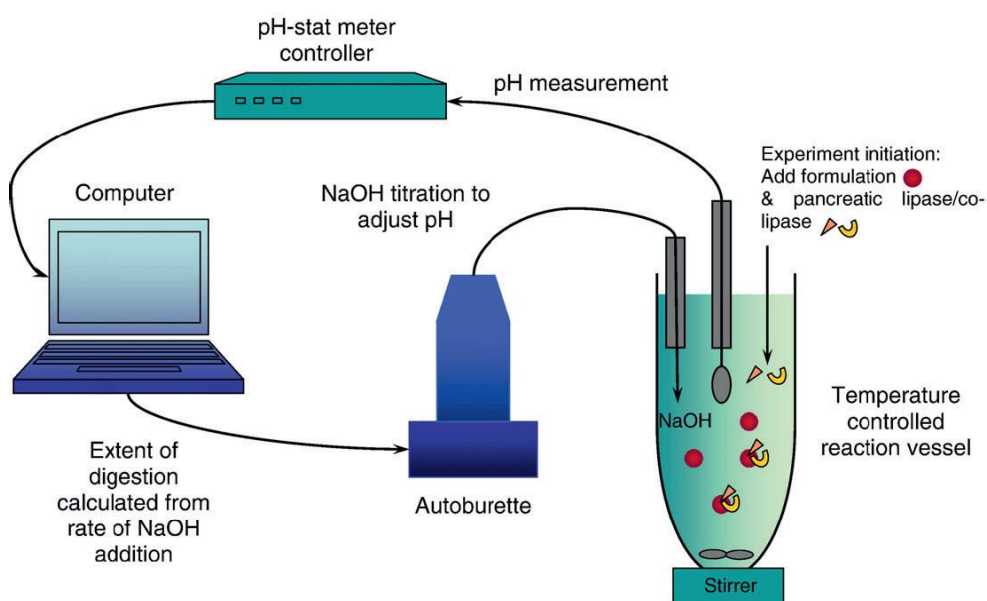 pH-stat meter
controller
pH measurement
Experiment initiation:
Add formulation
& pancreatic lipase/co-
lipase
Computer
NaOH titration to
adjust pH
NaOH
Temperature
controlled
reaction vessel
Extent of
digestion
calculated from
rate of NaOH
addition
Autoburette
Stirrer